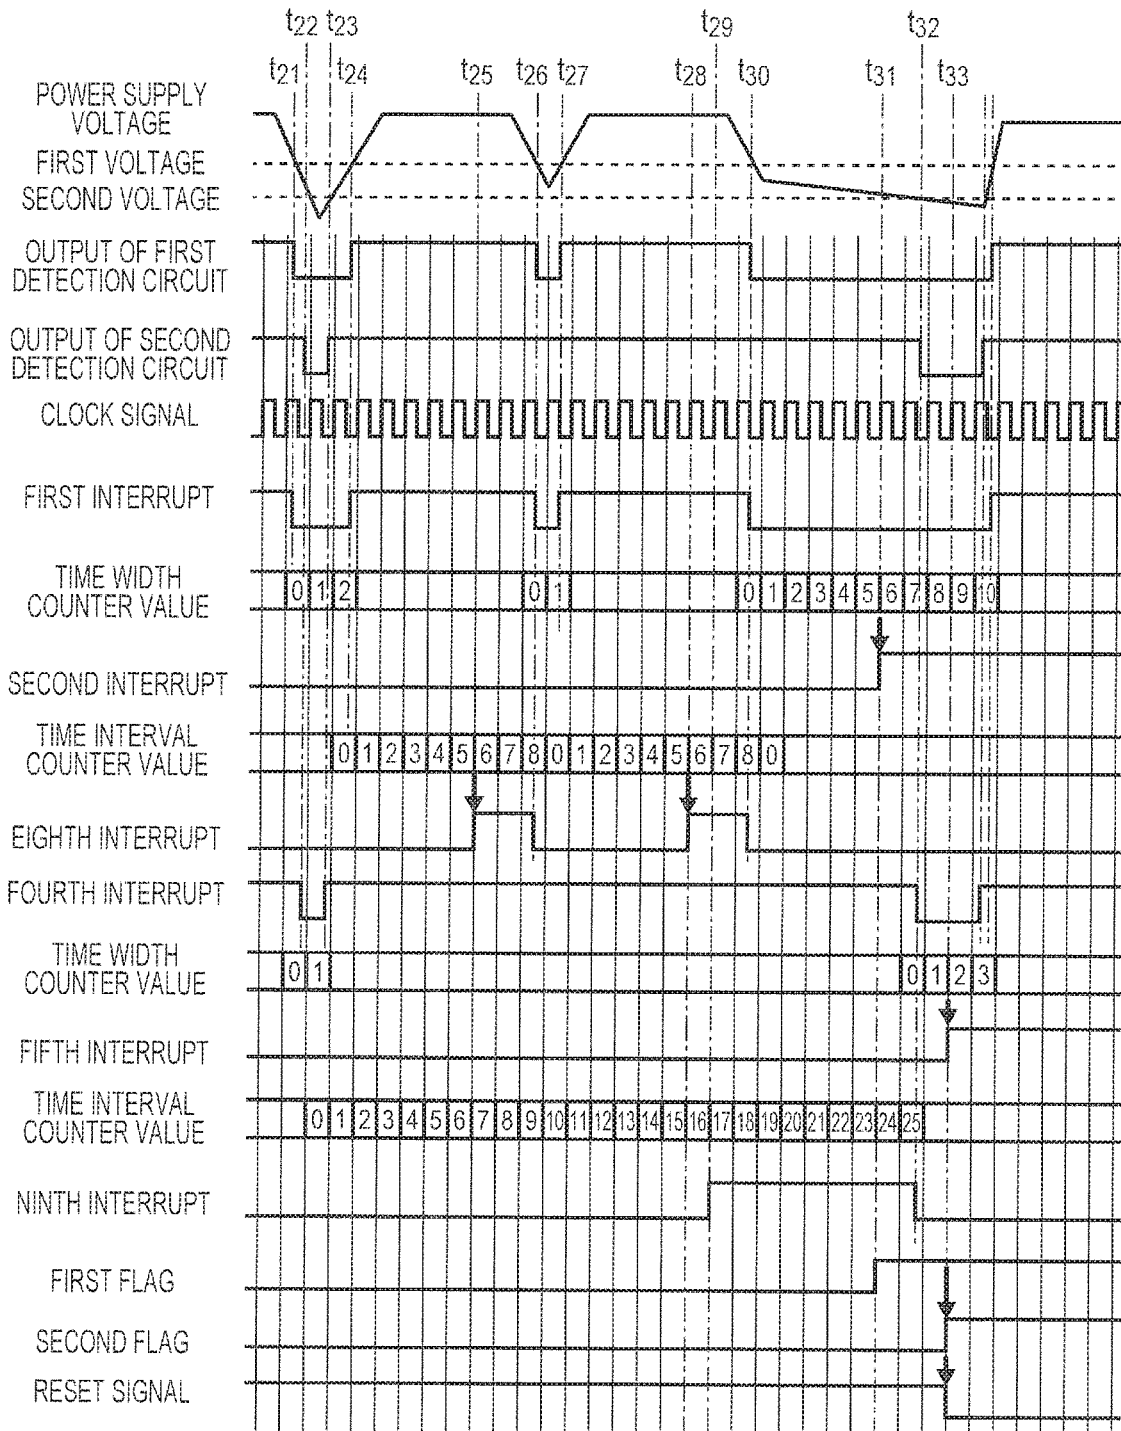 t22 t23 t29 t32
t21 t24 t25 t26 t27 t28 t30 t31 t33
POWER SUPPLY
VOLTAGE
FIRST VOLTAGE
SECOND VOLTAGE
OUTPUT OF FIRST
DETECTION CIRCUIT
OUTPUT OF SECOND
DETECTION CIRCUIT
CLOCK SIGNAL
FIRST INTERRUPT
TIME WIDTH
COUNTER VALUE
0 1 2 0 1 0 1 2 3 4 5 6 7 8 9 10
SECOND INTERRUPT
TIME INTERVAL
COUNTER VALUE
0 1 2 3 4 5 6 7 8 0 1 2 3 4 5 6 7 8 0
EIGHTH INTERRUPT
FOURTH INTERRUPT
TIME WIDTH
COUNTER VALUE
0 1 0 1 2 3
FIFTH INTERRUPT
TIME INTERVAL
COUNTER VALUE
0 1 2 3 4 5 6 7 8 9 10 11 12 13 14 15 16 17 18 19 20 21 22 23 24 25
NINTH INTERRUPT
FIRST FLAG
SECOND FLAG
RESET SIGNAL